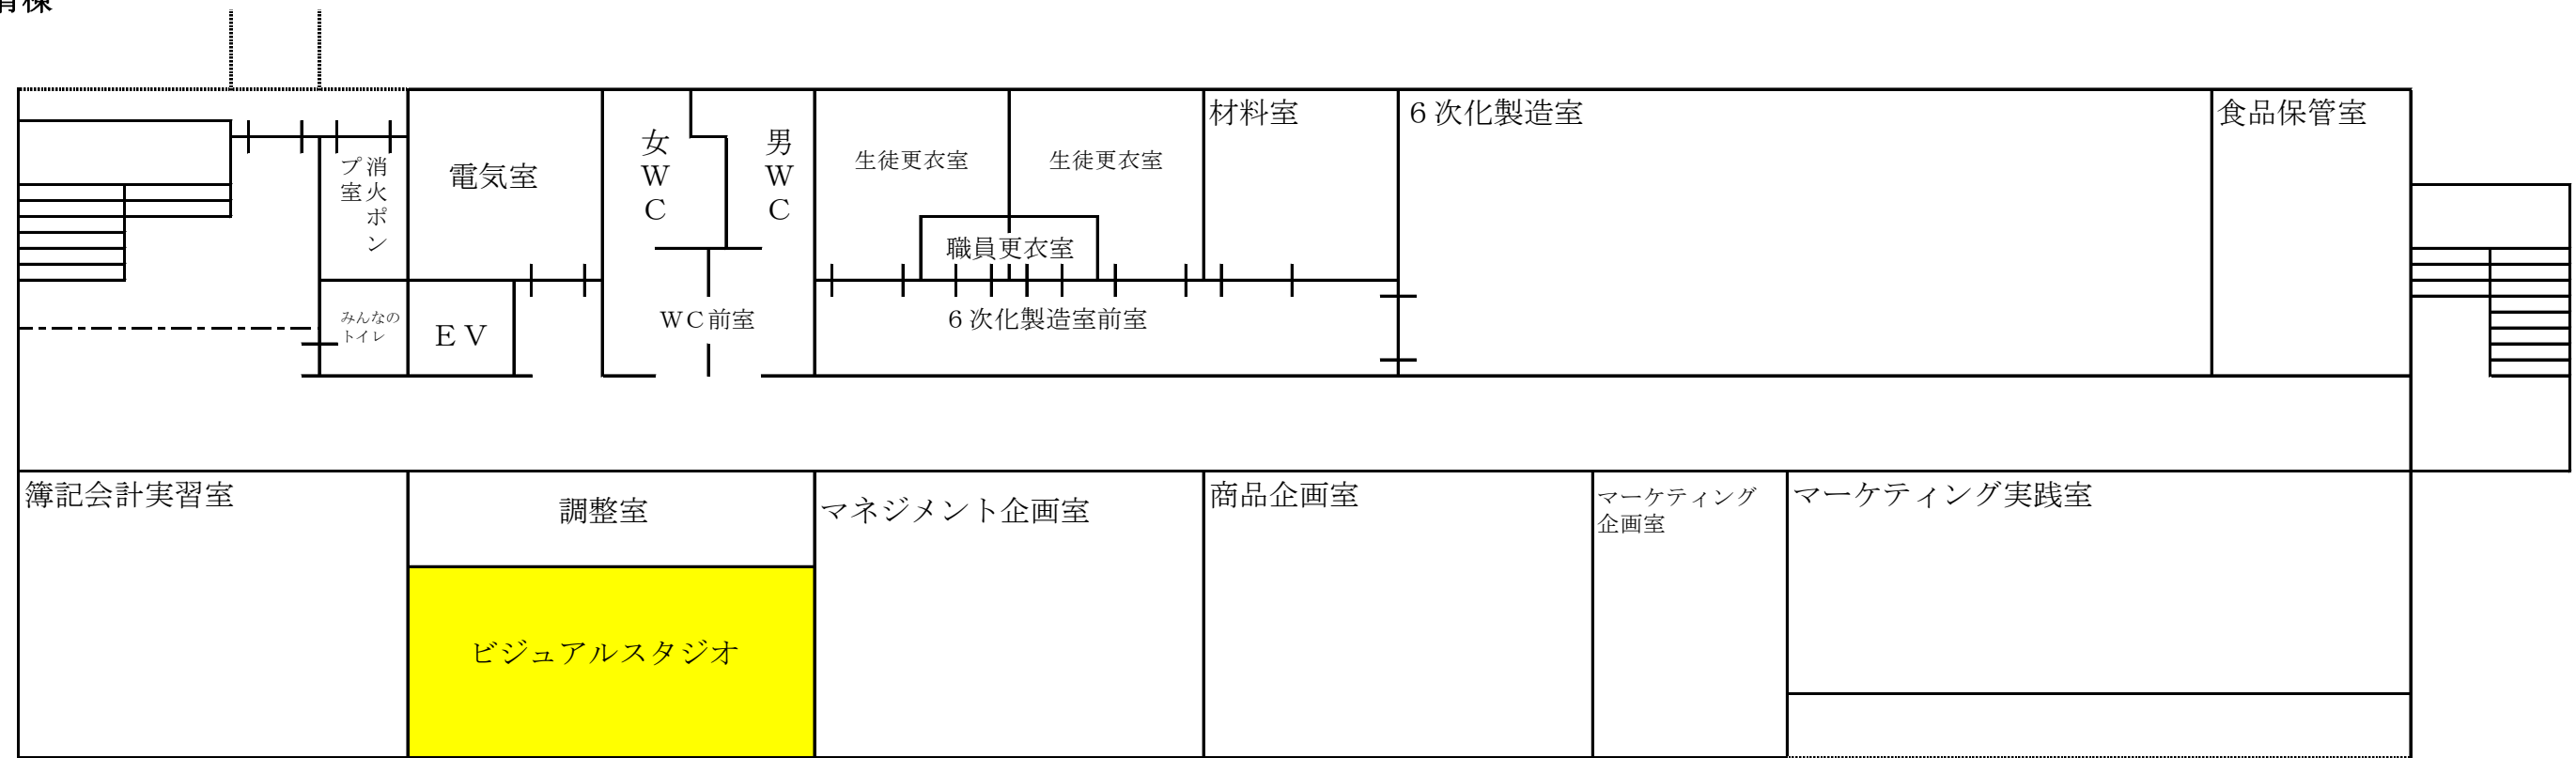 材料室
６次化製造室
食品保管室
消火ポン
プ室
電気室
女ＷＣ
男ＷＣ
生徒更衣室
生徒更衣室
職員更衣室
みんなの
トイレ
ＥＶ
ＷＣ前室
６次化製造室前室
簿記会計実習室
調整室
マネジメント企画室
商品企画室
マーケティング
企画室
マーケティング実践室
ビジュアルスタジオ